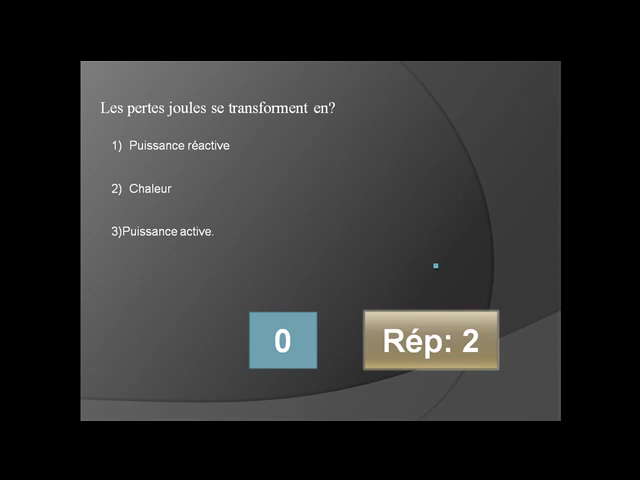 Les pertes joules se transforment en?
1) Puissance réactive
2) Chaleur
3)Puissance active.
0
Rép: 2